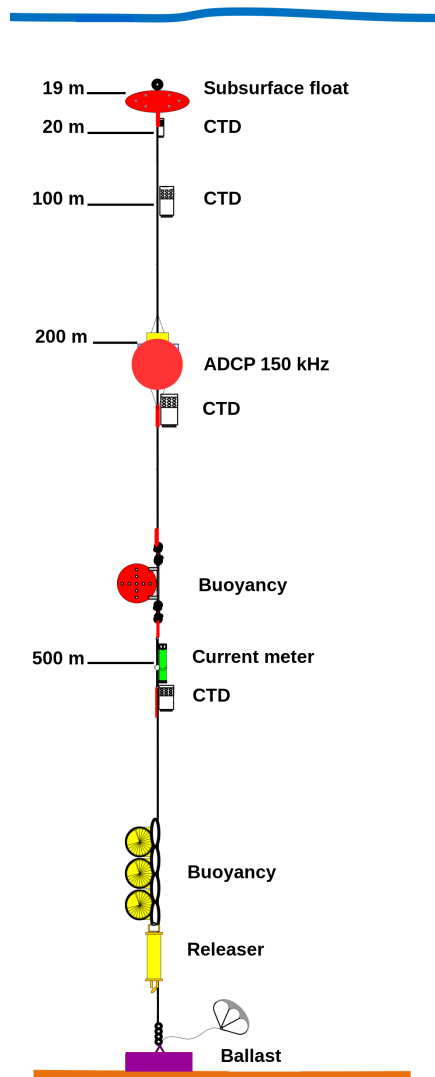 19 m
Subsurface float
20 m
CTD
100 m
CTD
200 m
ADCP 150 kHz
CTD
Buoyancy
500 m
Current meter
CTD
Buoyancy
Releaser
Ballast